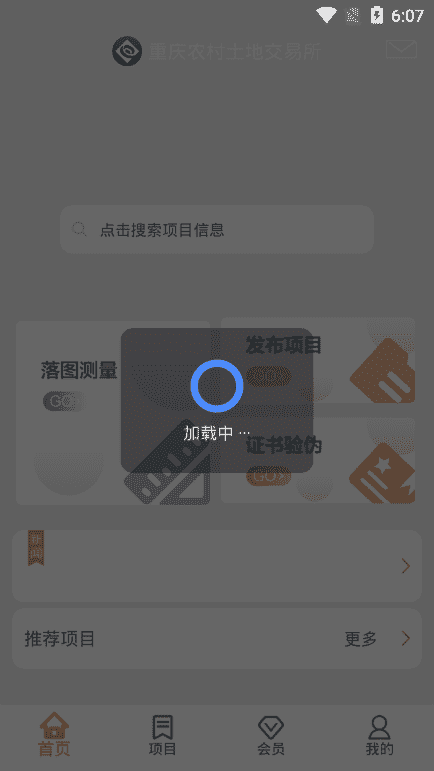 6:07
重庆农村土地交易所
点击搜索项目信息
落图测量
GO
发布项目
GO>
加载中 ···
证书验伪
GO>
推荐项目
更多
首页
项目
会员
我的